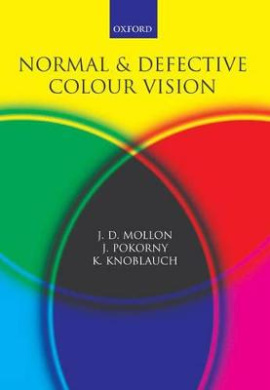 OXFORD
NORMAL & DEFECTIVE
COLOUR VISION
J. D. MOLLON
J. POKORNY
K. KNOBLAUCH